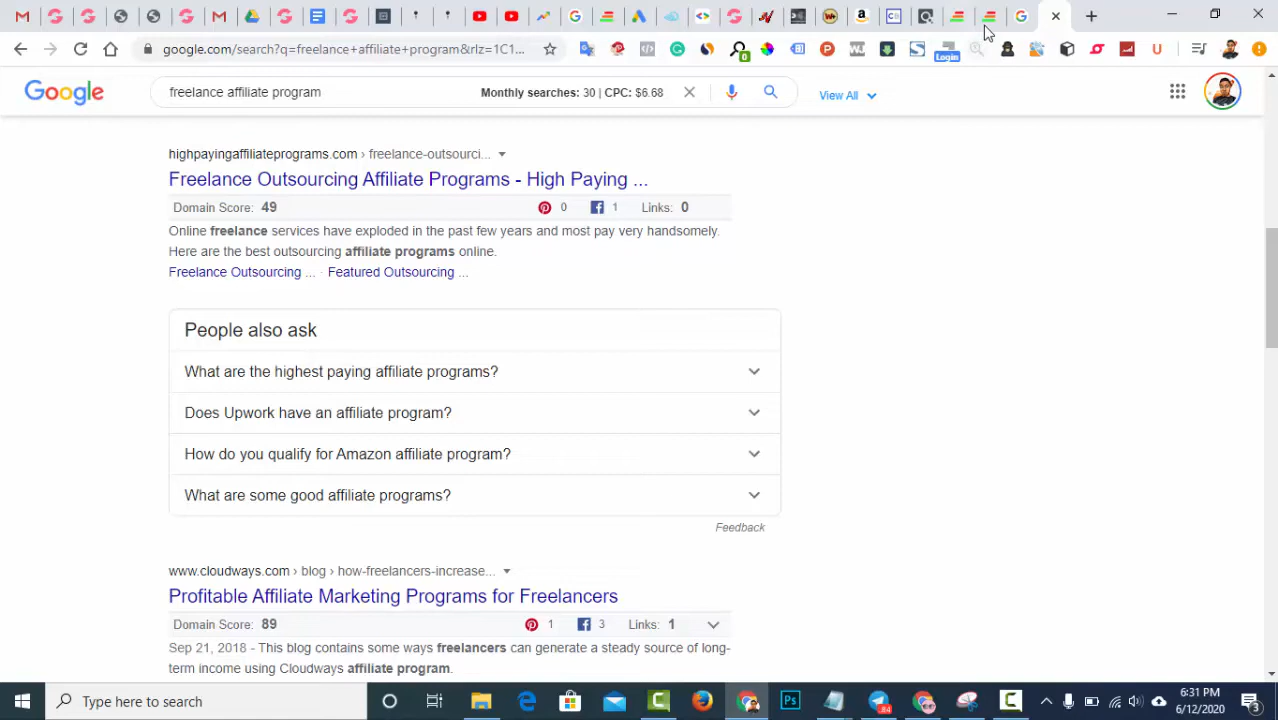 google.com/search?q=freelance+affiliate+program&rlz=1C1...
0
Login
Google
freelance affiliate program
Monthly searches: 30 | CPC: $6.68
View All
highpayingaffiliateprograms.com › freelance-outsourci...
Freelance Outsourcing Affiliate Programs - High Paying ...
Domain Score: 49
0
1
Links: 0
Online freelance services have exploded in the past few years and most pay very handsomely.
Here are the best outsourcing affiliate programs online.
Freelance Outsourcing ... · Featured Outsourcing ...
People also ask
What are the highest paying affiliate programs?
Does Upwork have an affiliate program?
How do you qualify for Amazon affiliate program?
What are some good affiliate programs?
Feedback
www.cloudways.com › blog › how-freelancers-increase...
Profitable Affiliate Marketing Programs for Freelancers
Domain Score: 89
1
3
Links: 1
Sep 21, 2018 - This blog contains some ways freelancers can generate a steady source of long-
term income using Cloudways affiliate program.
Type here to search
Ps
84
6:31 PM
6/12/2020
3